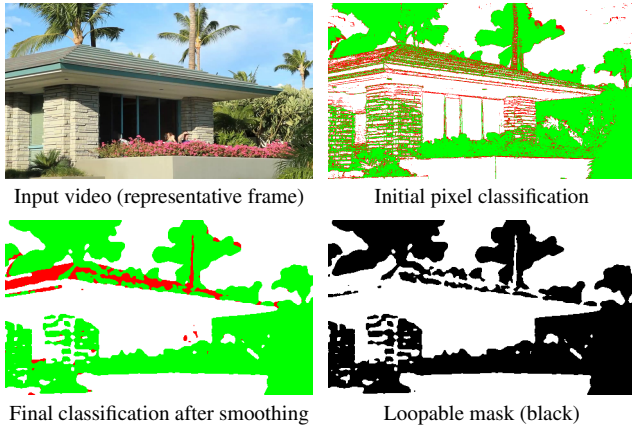 Input video (representative frame)
Initial pixel classification
Final classification after smoothing
Loopable mask (black)